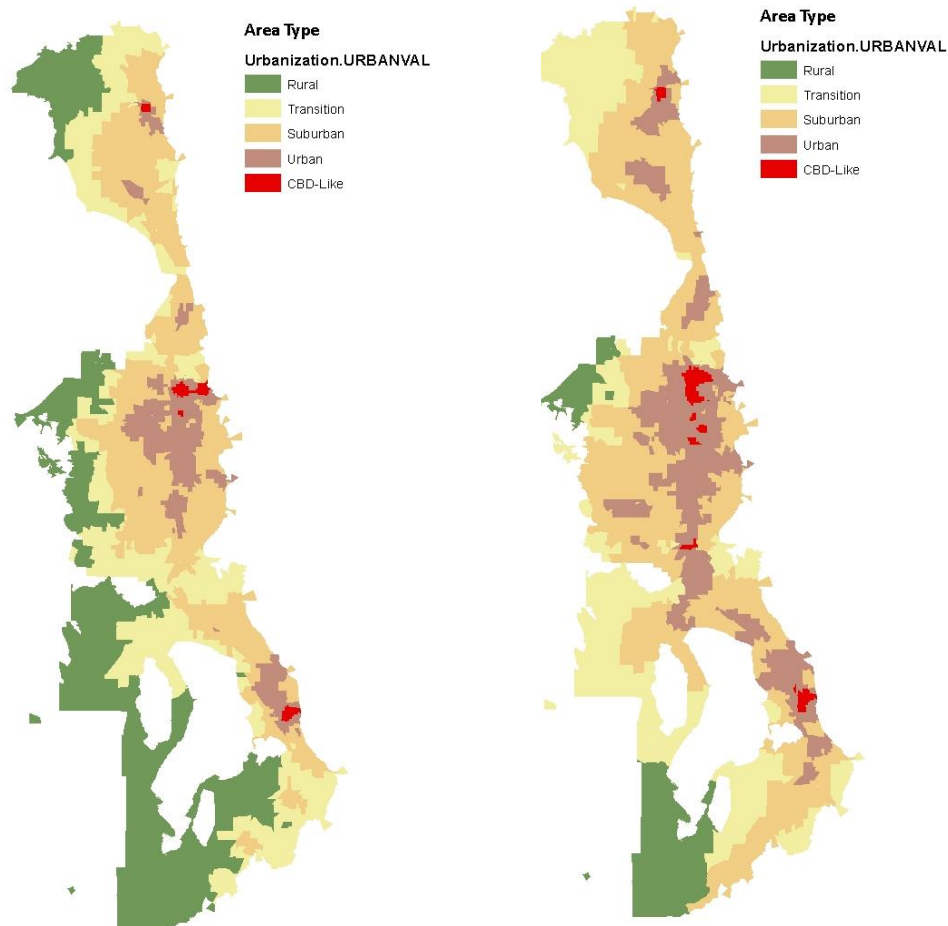 Area Type
Urbanization.URBANVAL
Rural
Transition
Suburban
Urban
CBD-Like
Area Type
Urbanization.URBANVAL
Rural
Transition
Suburban
Urban
CBD-Like